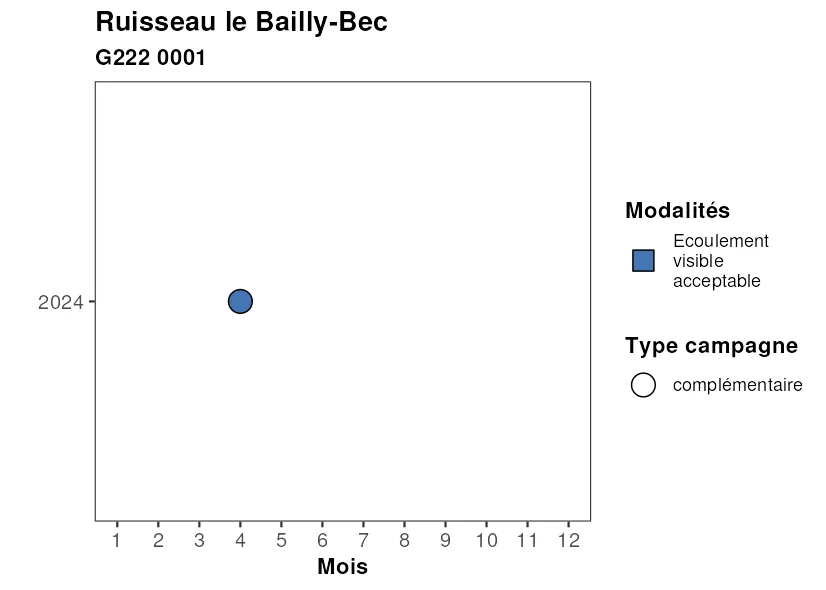 Ruisseau le Bailly-Bec
G222 0001
2024
1 2 3 4 5 6 7 8 9 10 11 12
Mois
Modalités
Ecoulement
visible
acceptable
Type campagne
complémentaire